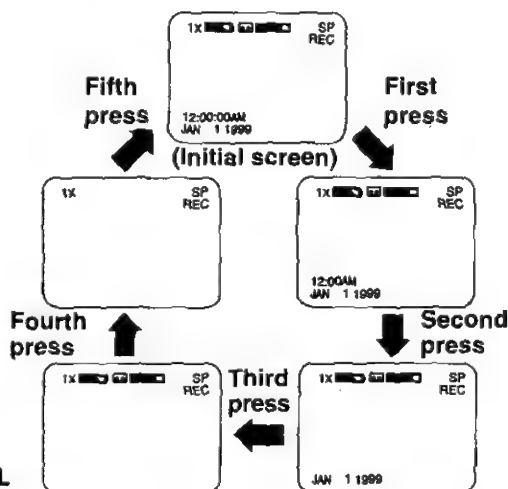 1X SP
REC
12:00:00AM
JAN 1 1999
(Initial screen)
First
press
1X SP
REC
12:00AM
JAN 1 1999
Second
press
1X SP
REC
JAN 1 1999
Third
press
1X SP
REC
Fourth
press
1X SP
REC
Fifth
press
L